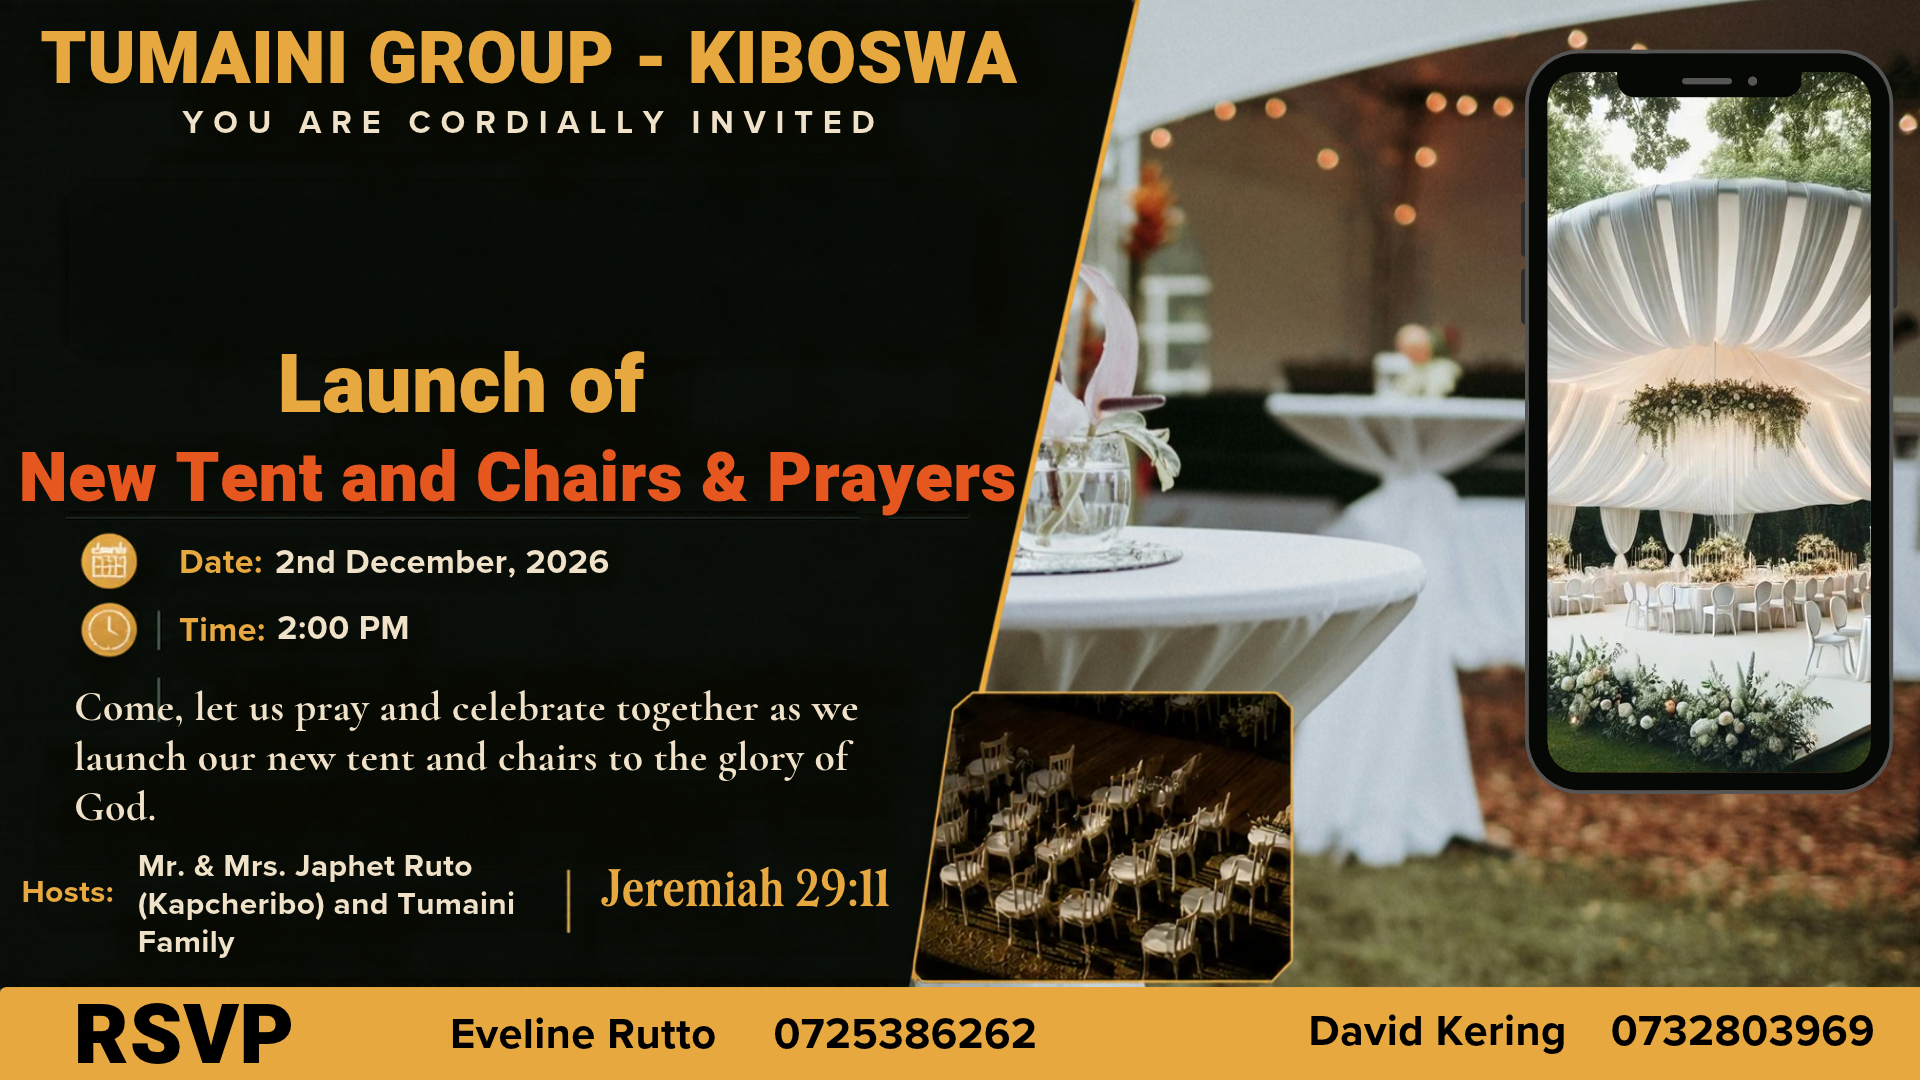 TUMAINI GROUP - KIBOSWA
YOU ARE CORDIALLY INVITED
Launch of
New Tent and Chairs & Prayers
Date: 2nd December, 2026
Time: 2:00 PM
Come, let us pray and celebrate together as we
launch our new tent and chairs to the glory of
God.
Hosts: Mr. & Mrs. Japhet Ruto
(Kapcheribo) and Tumaini
Family
Jeremiah 29:11
RSVP Eveline Rutto 0725386262 David Kering 0732803969